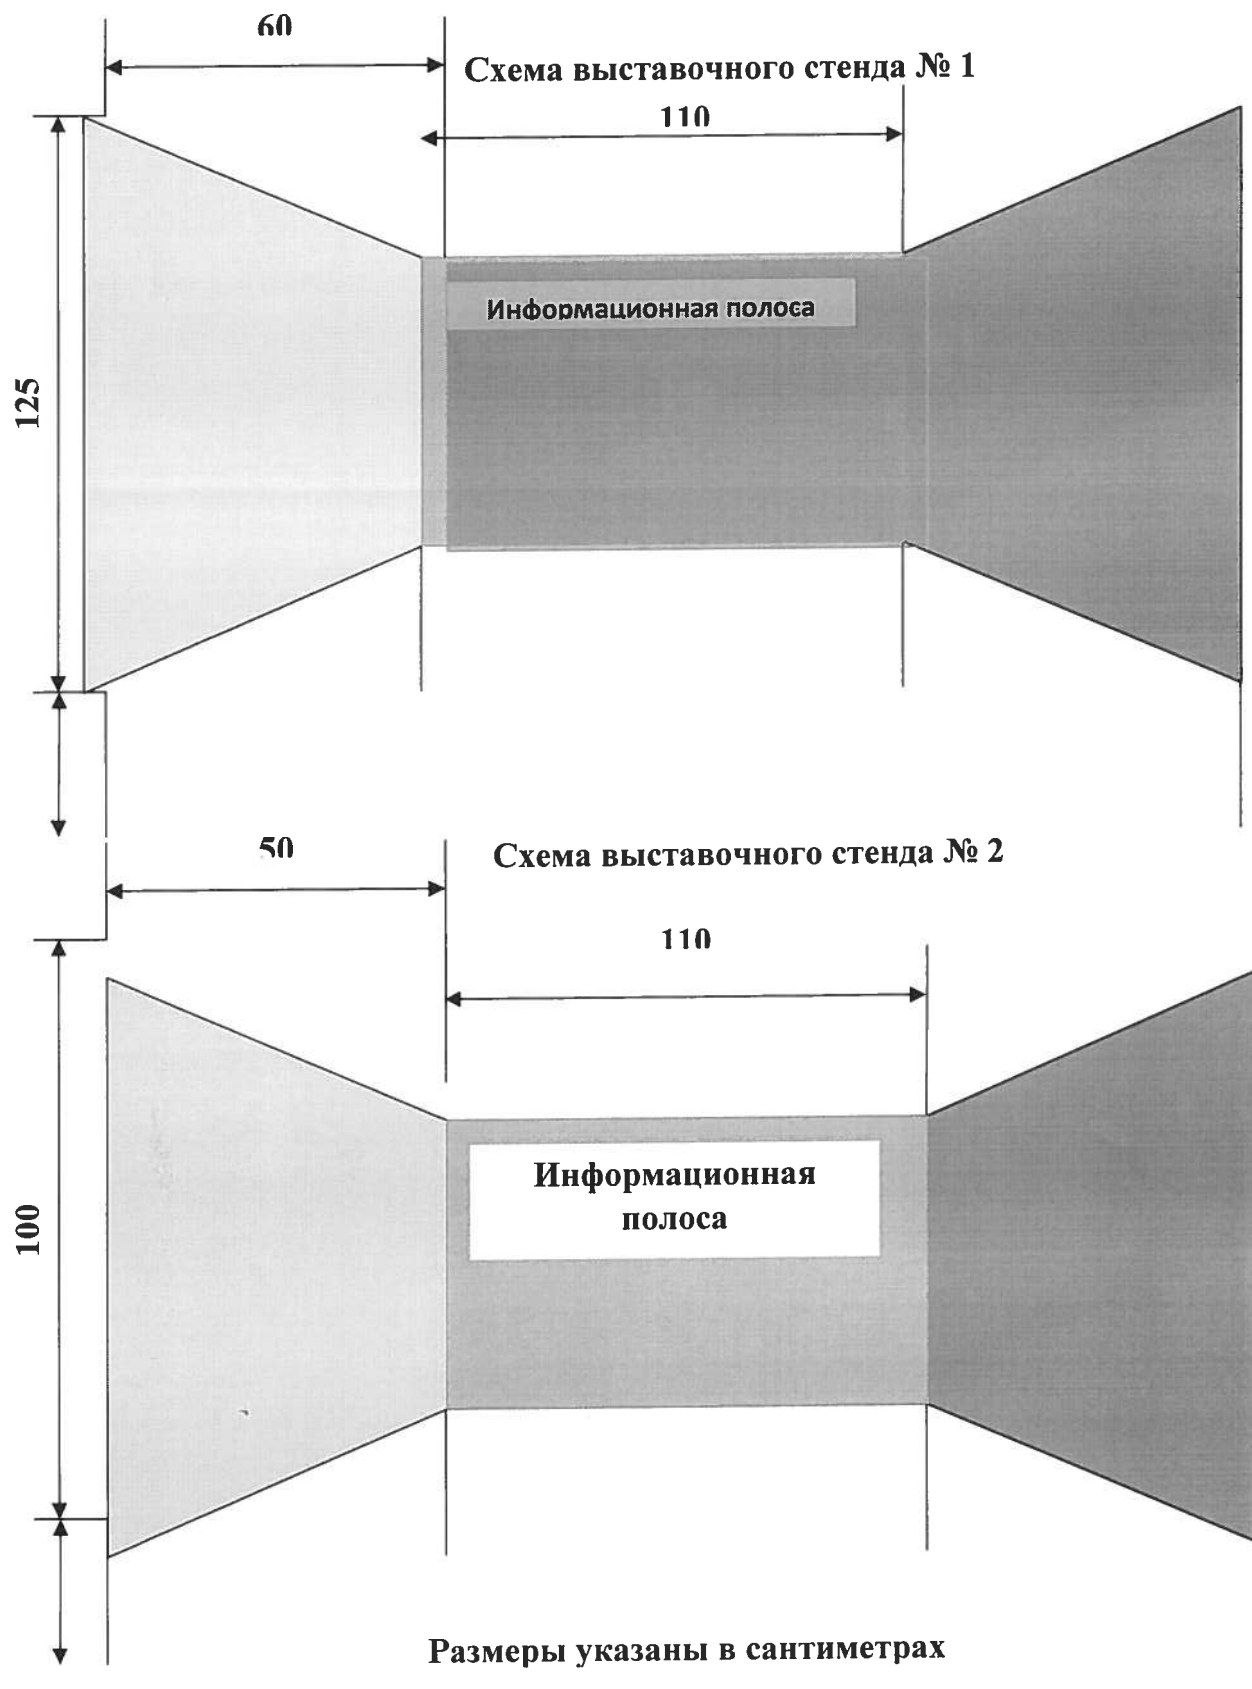 60
Схема выставочного стенда № 1
110
Информационная полоса
125
50
Схема выставочного стенда № 2
110
Информационная
полоса
100
Размеры указаны в сантиметрах